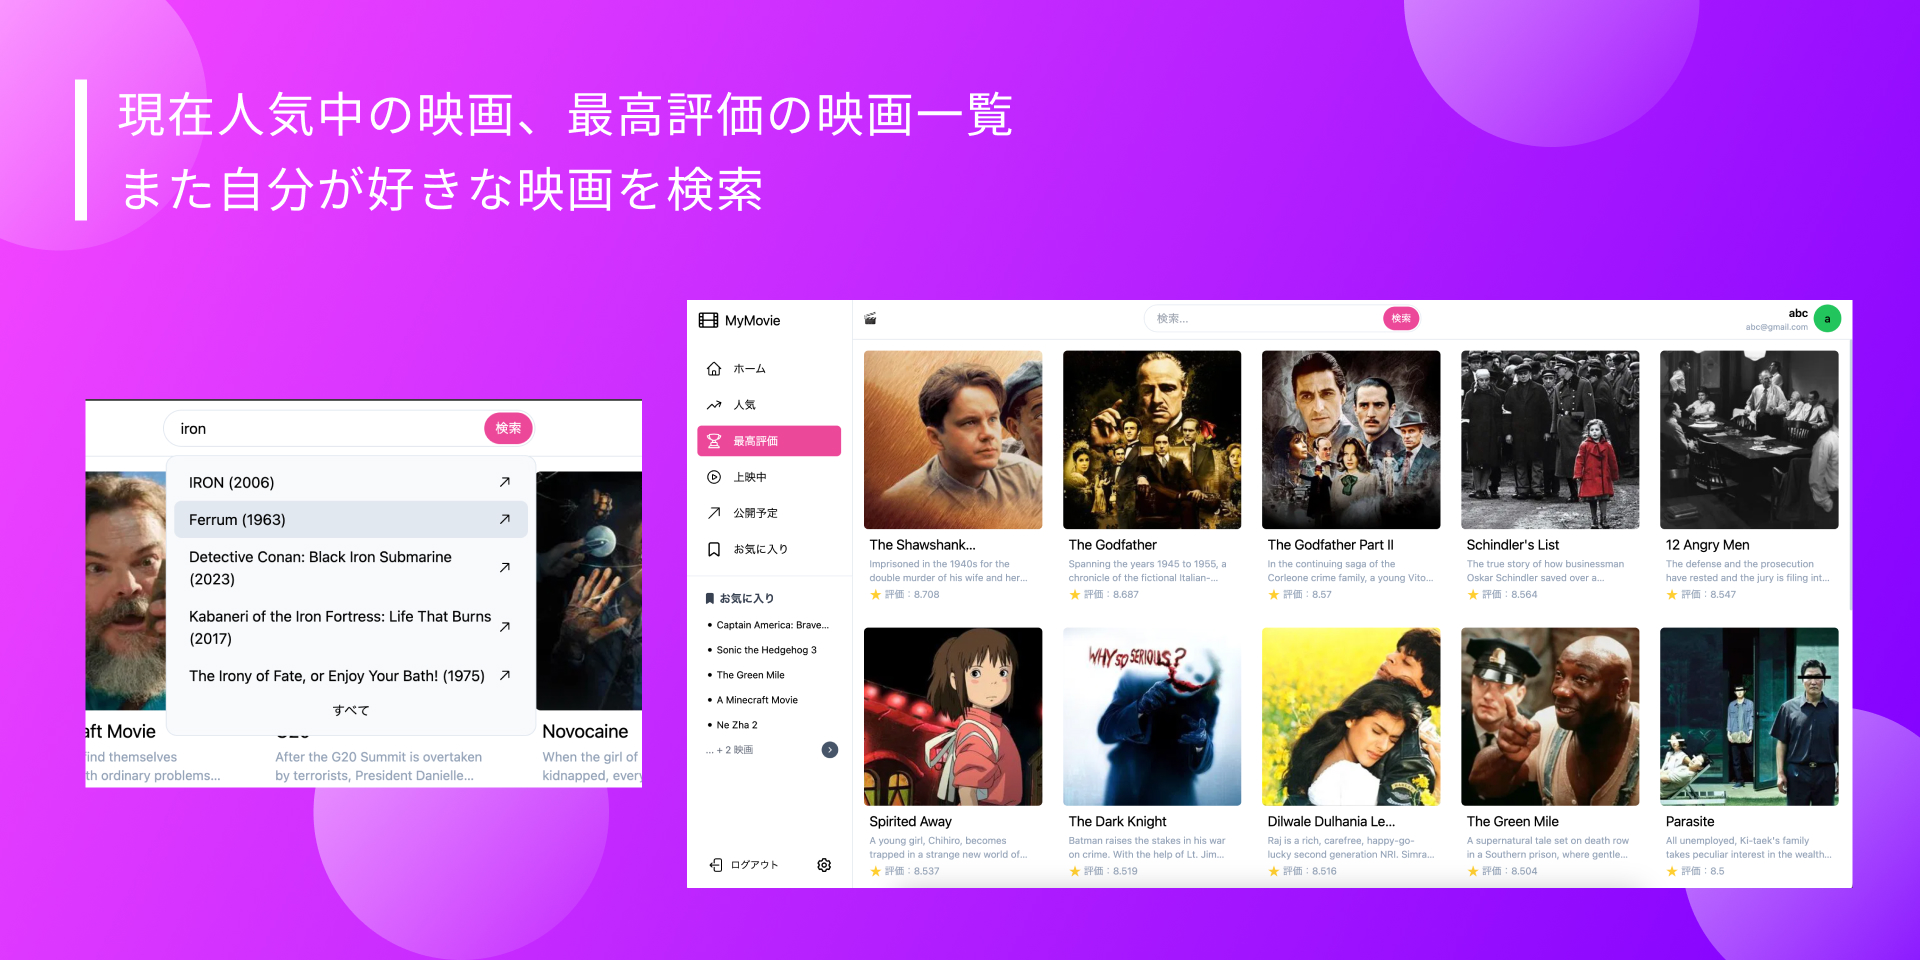 現在人気中の映画、最高評価の映画一覧
また自分が好きな映画を検索
iron
検索
IRON (2006)
Ferrum (1963)
Detective Conan: Black Iron Submarine
(2023)
Kabaneri of the Iron Fortress: Life That Burns
(2017)
The Irony of Fate, or Enjoy Your Bath! (1975)
すべて
aft Movie
ind themselves
th ordinary problems...
After the G20 Summit is overtaken
by terrorists, President Danielle...
Novocaine
When the girl of
kidnapped, every
MyMovie
ホーム
人気
最高評価
上映中
公開予定
お気に入り
お気に入り
Captain America: Brave...
Sonic the Hedgehog 3
The Green Mile
A Minecraft Movie
Ne Zha 2
... + 2 映画
ログアウト
検索...
検索
abc
abc@gmail.com
a
The Shawshank...
Imprisoned in the 1940s for the
double murder of his wife and her...
評価：8.708
The Godfather
Spanning the years 1945 to 1955, a
chronicle of the fictional Italian-...
評価：8.687
The Godfather Part II
In the continuing saga of the
Corleone crime family, a young Vito...
評価：8.57
Schindler's List
The true story of how businessman
Oskar Schindler saved over a...
評価：8.564
12 Angry Men
The defense and the prosecution
have rested and the jury is filing int...
評価：8.547
Spirited Away
A young girl, Chihiro, becomes
trapped in a strange new world of...
評価：8.537
WHY SO SERIOUS?
The Dark Knight
Batman raises the stakes in his war
on crime. With the help of Lt. Jim...
評価：8.519
Dilwale Dulhania Le...
Raj is a rich, carefree, happy-go-
lucky second generation NRI. Simra...
評価：8.516
The Green Mile
A supernatural tale set on death row
in a Southern prison, where gentle...
評価：8.504
Parasite
All unemployed, Ki-taek's family
takes peculiar interest in the wealth...
評価：8.5